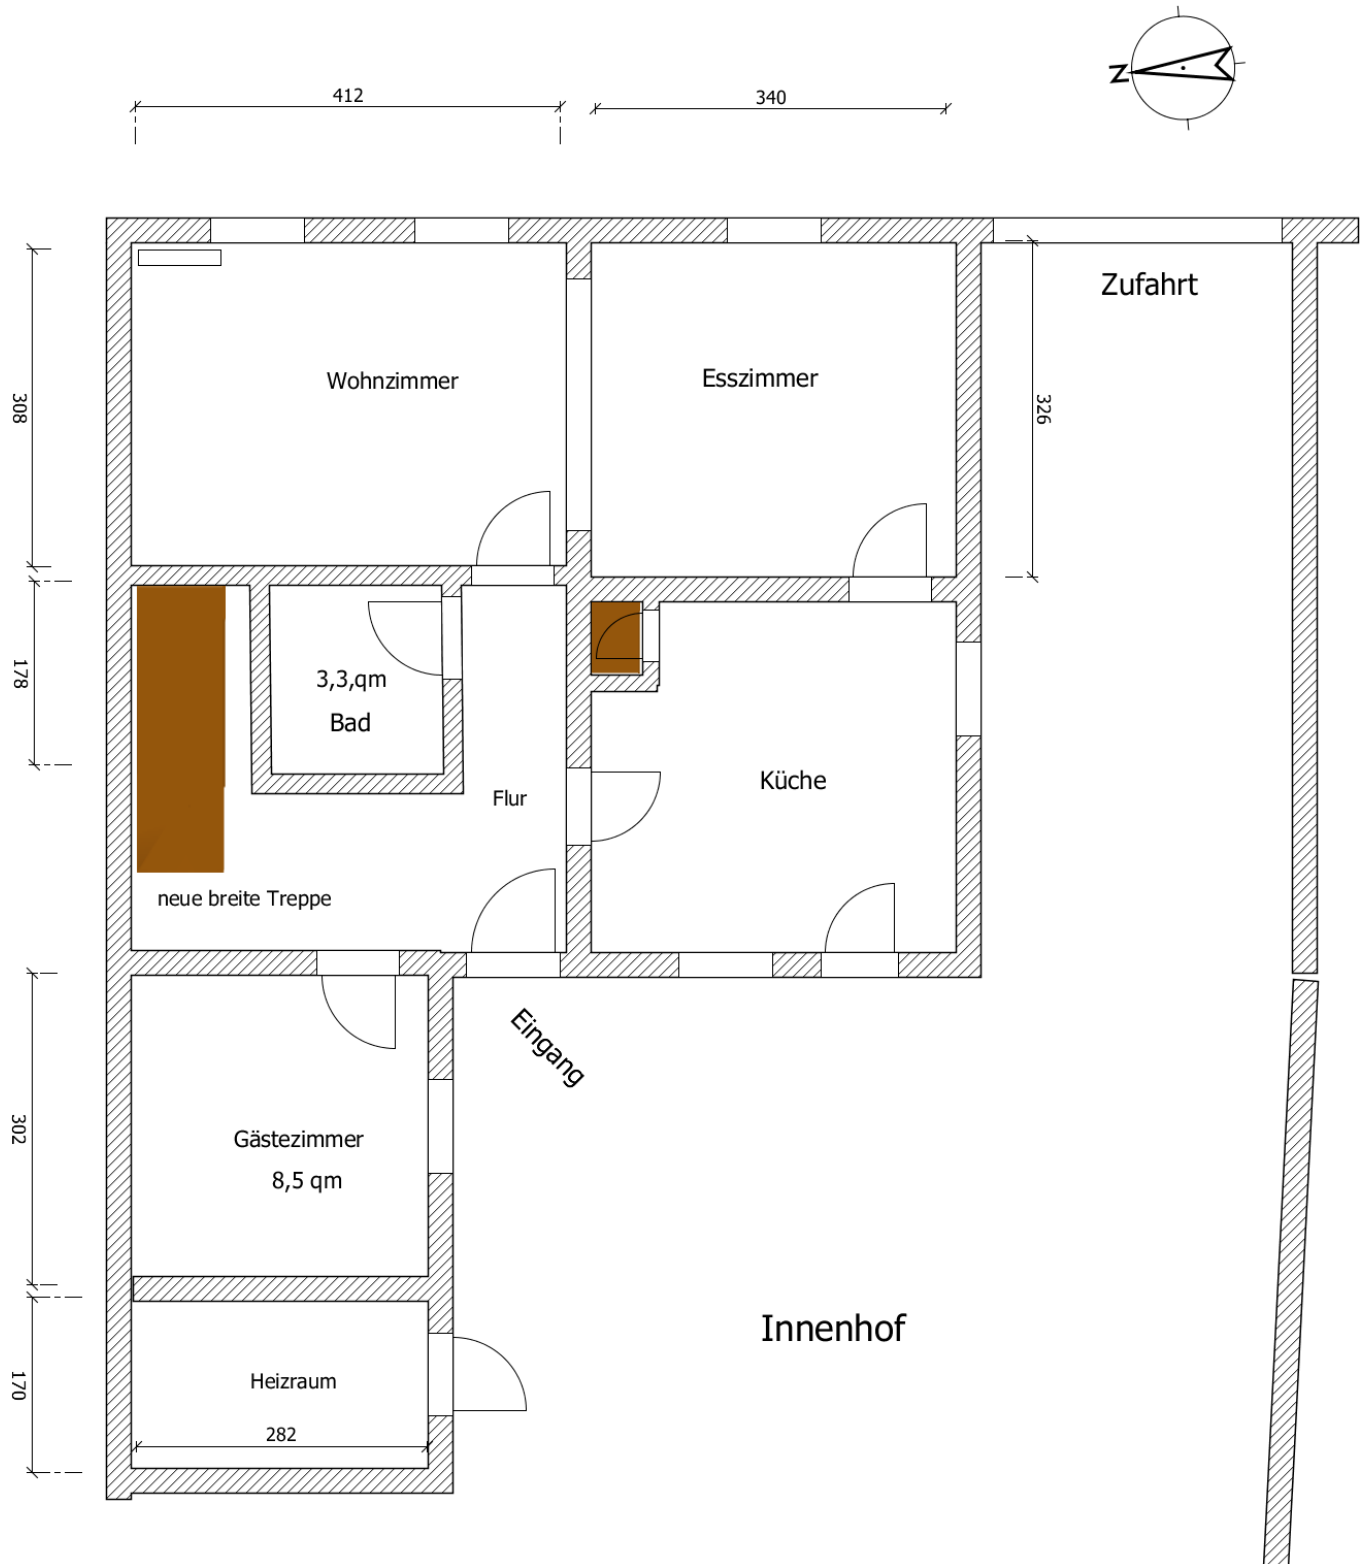 N
412
340
Zufahrt
308
Wohnzimmer
Esszimmer
326
178
3,3,qm
Bad
Flur
Küche
neue breite Treppe
Eingang
302
Gästezimmer
8,5 qm
Innenhof
170
Heizraum
282